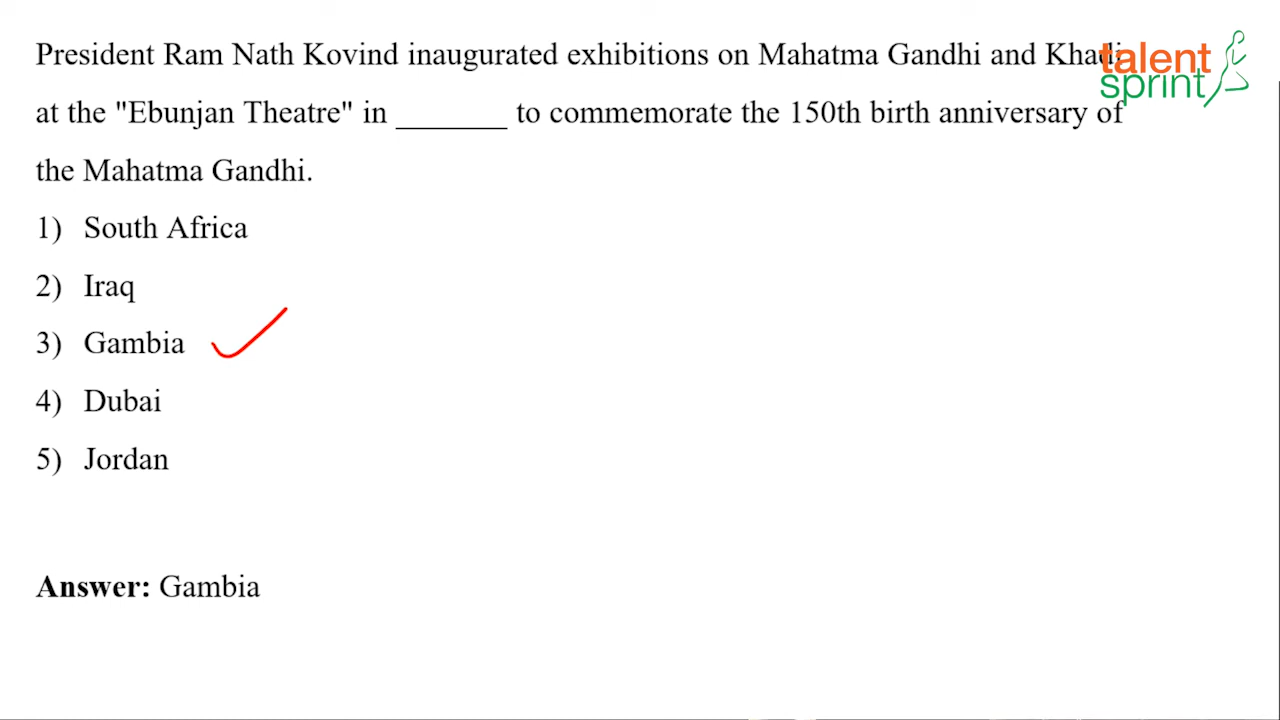 President Ram Nath Kovind inaugurated exhibitions on Mahatma Gandhi and Khadi
at the "Ebunjan Theatre" in _______ to commemorate the 150th birth anniversary of
the Mahatma Gandhi.
1) South Africa
2) Iraq
3) Gambia
4) Dubai
5) Jordan
Answer: Gambia
talent
sprint